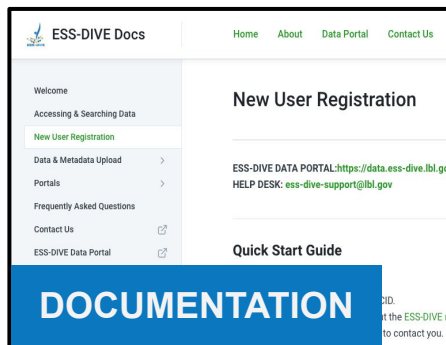 ESS-DIVE Docs
Home About Data Portal Contact Us
Welcome
Accessing & Searching Data
New User Registration
Data & Metadata Upload
Portals
Frequently Asked Questions
Contact Us
ESS-DIVE Data Portal
New User Registration
ESS-DIVE DATA PORTAL:https://data.ess-dive.lbl.go
HELP DESK: ess-dive-support@lbl.gov
Quick Start Guide
CID.
t the ESS-DIVE
to contact you.
DOCUMENTATION